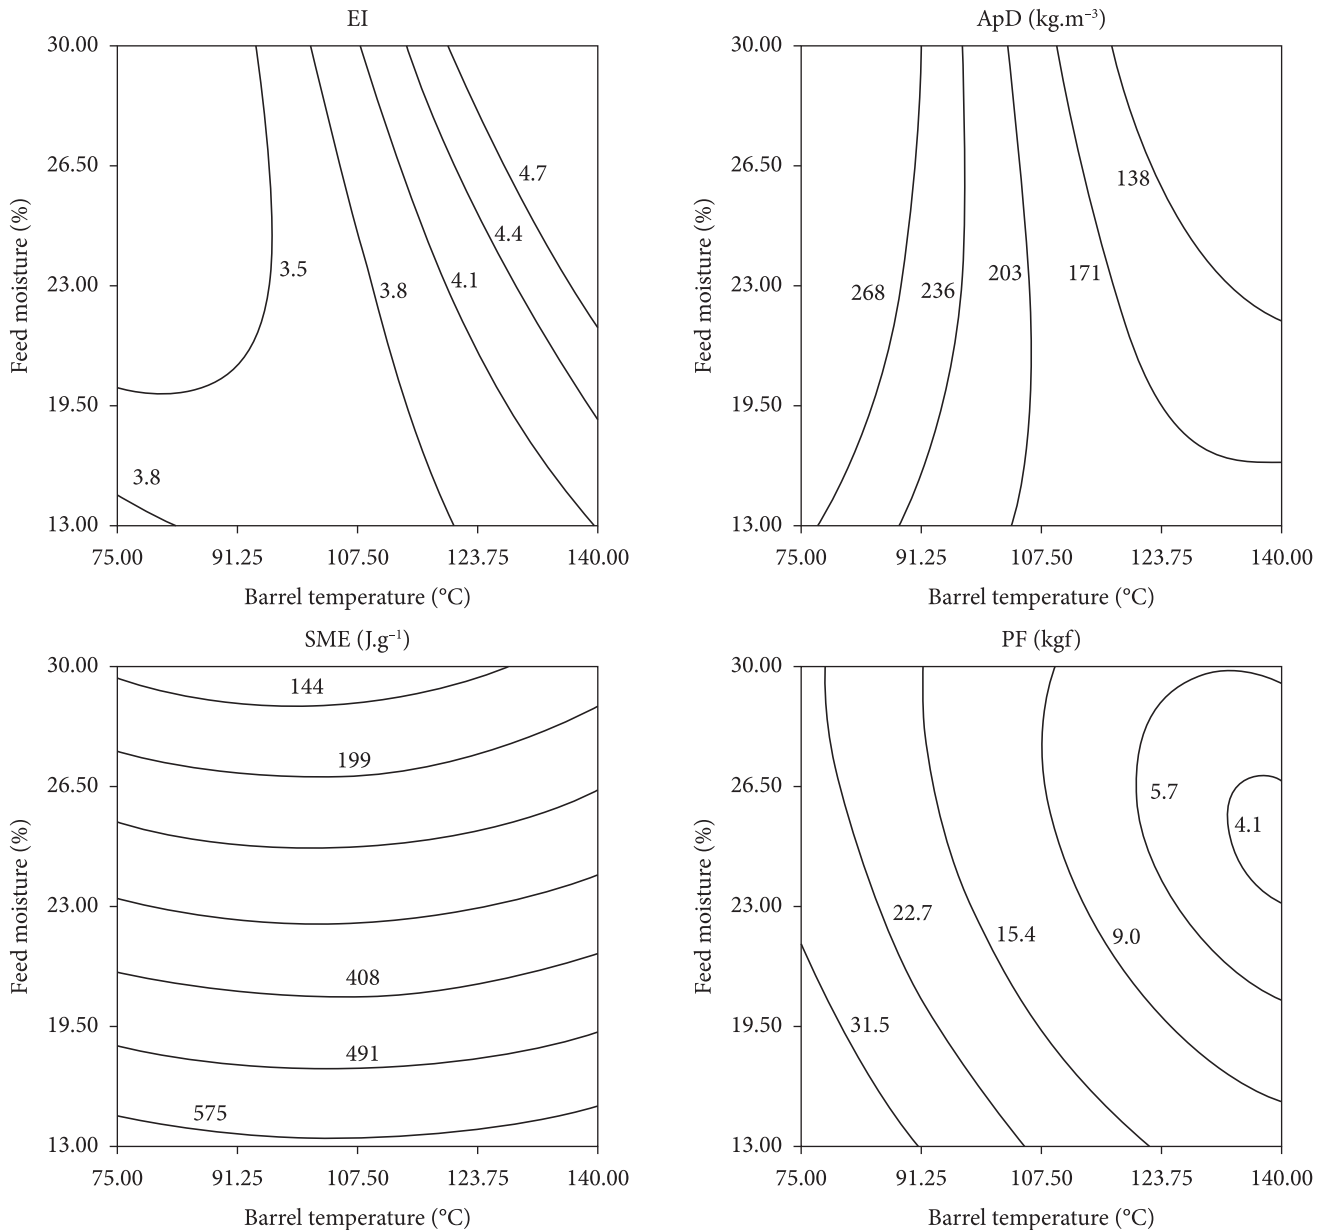 EI
30.00
26.50
23.00
19.50
13.00
Feed moisture (%)
4.7
4.4
4.1
3.8
3.5
3.8
75.00 91.25 107.50 123.75 140.00
Barrel temperature (°C)
ApD (kg.m⁻³)
30.00
26.50
23.00
19.50
13.00
Feed moisture (%)
138
268 236 203 171
75.00 91.25 107.50 123.75 140.00
Barrel temperature (°C)
SME (J.g⁻¹)
30.00
26.50
23.00
19.50
13.00
Feed moisture (%)
144
199
408
491
575
75.00 91.25 107.50 123.75 140.00
Barrel temperature (°C)
PF (kgf)
30.00
26.50
23.00
19.50
13.00
Feed moisture (%)
5.7
4.1
22.7
15.4
9.0
31.5
75.00 91.25 107.50 123.75 140.00
Barrel temperature (°C)